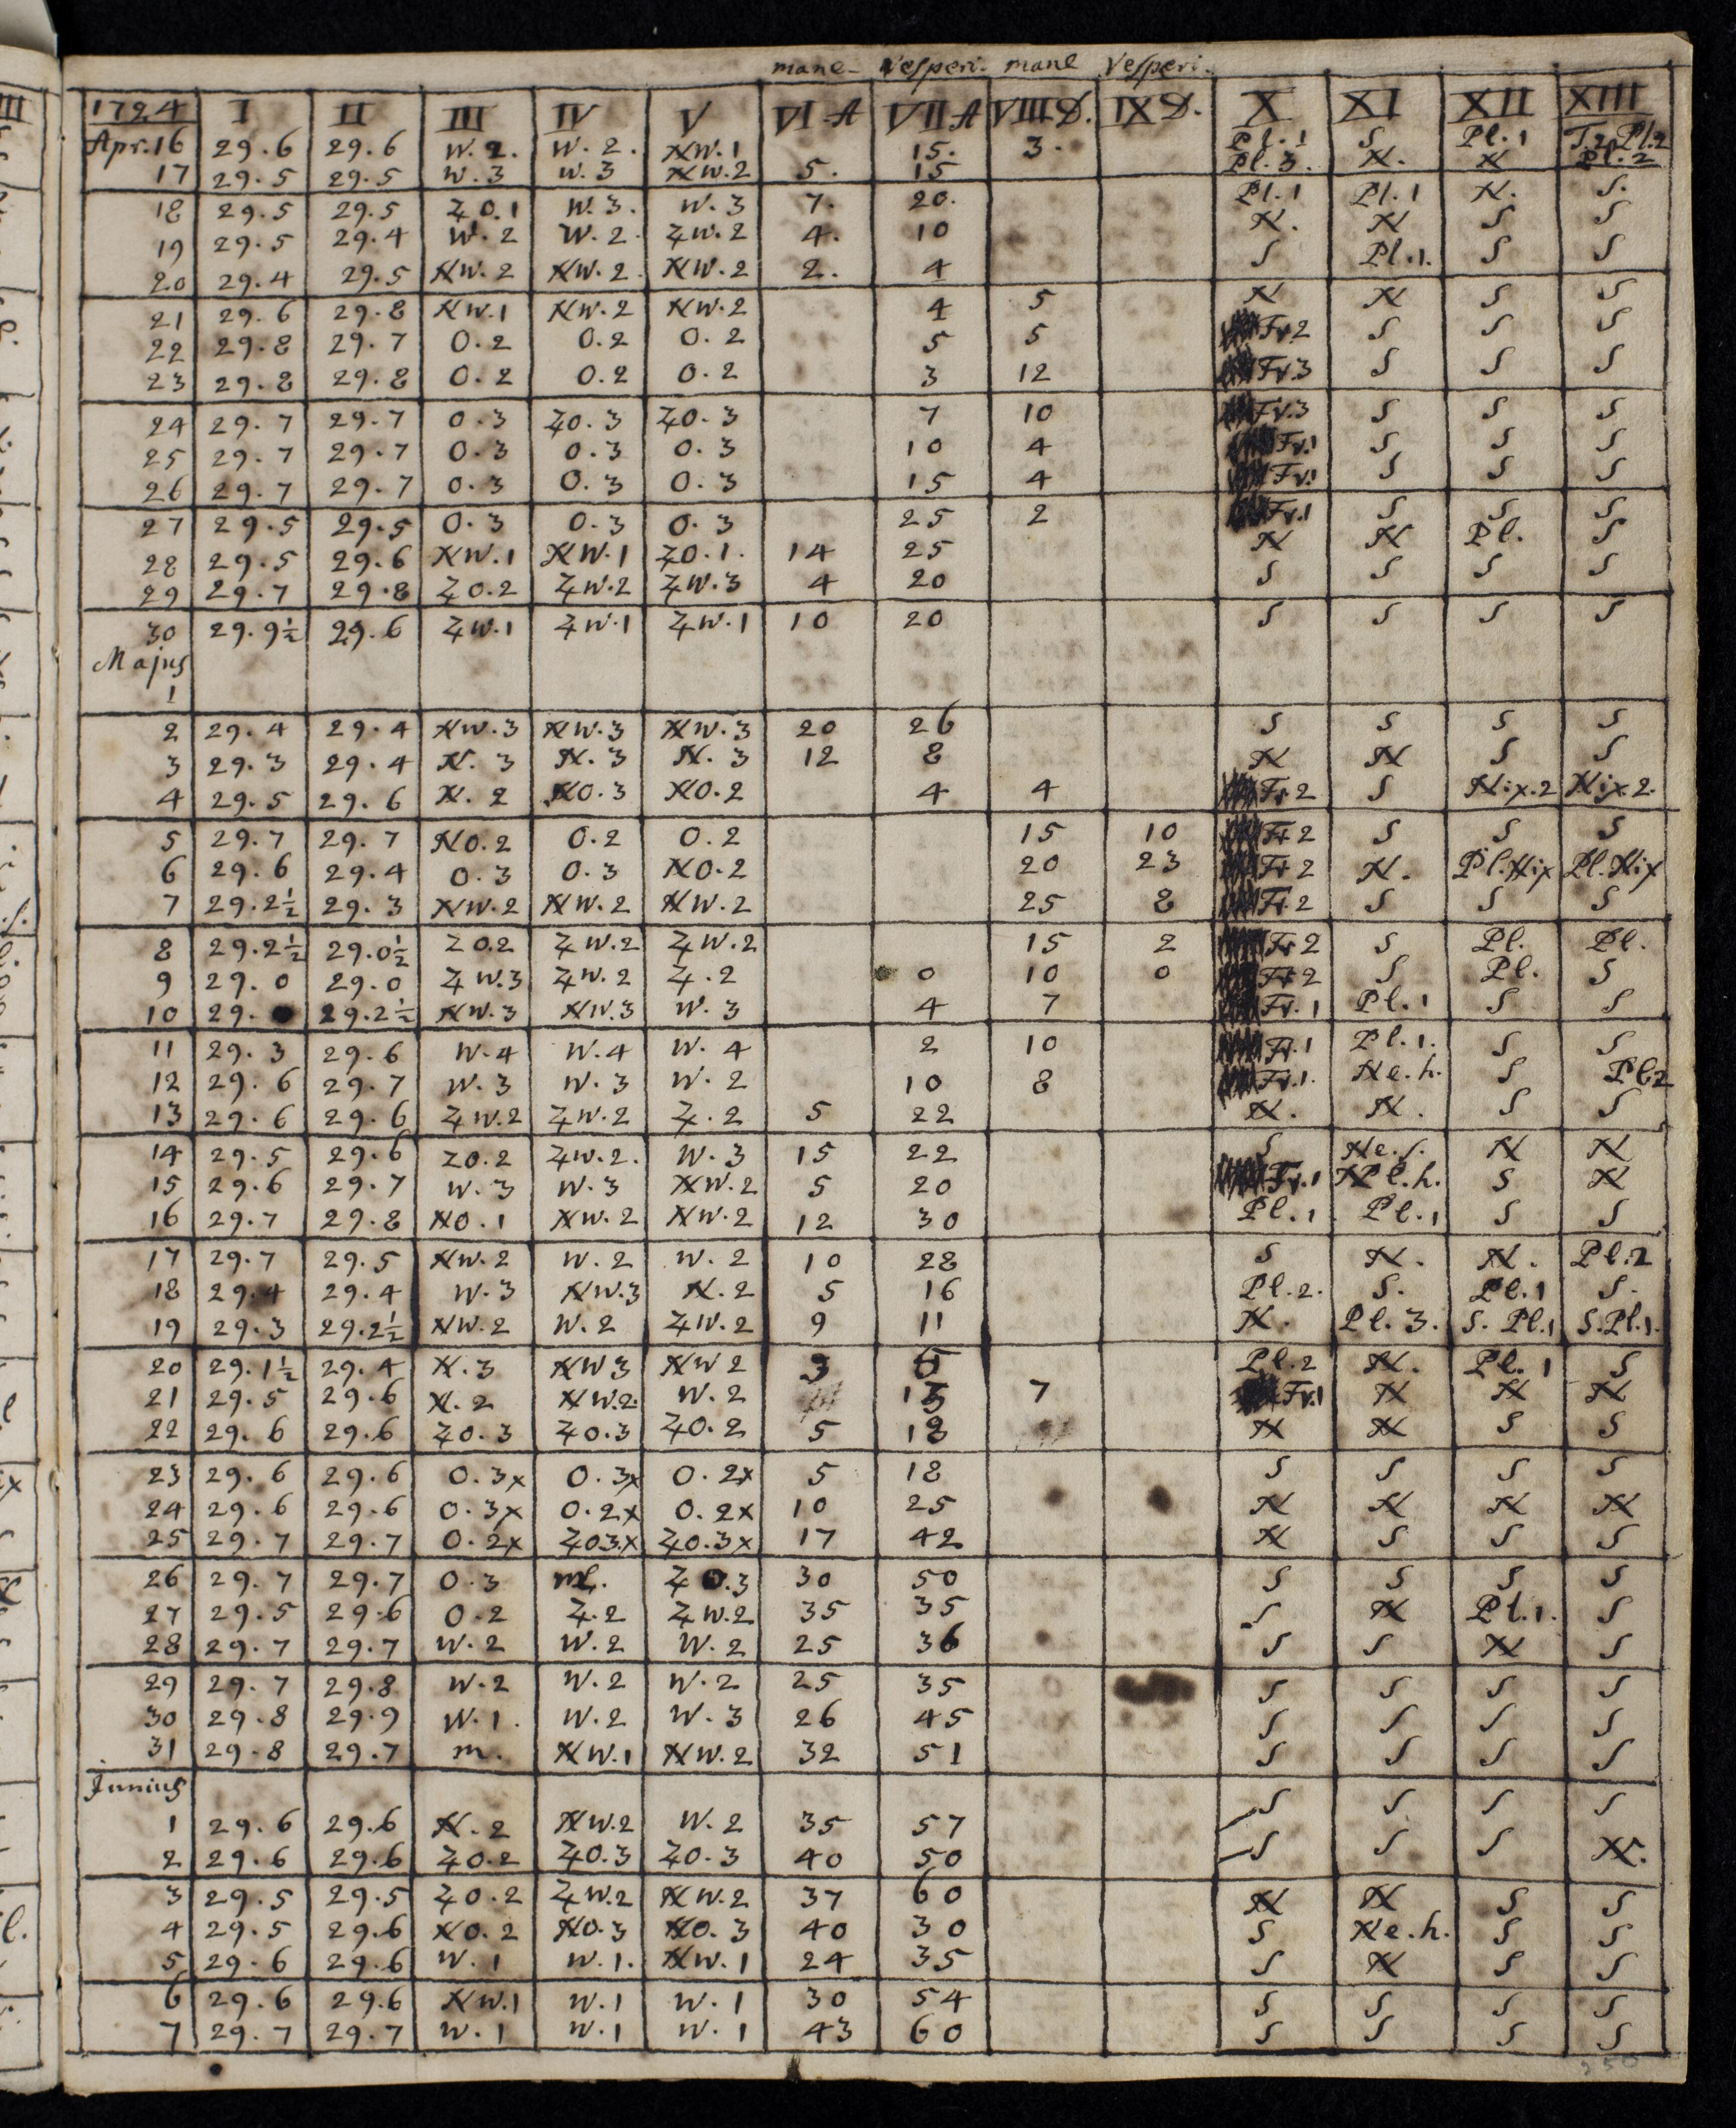 mane- Vesperi. mane Vesperi.
1724 I II III IV V VI A VII A VIII D. IX D. X XI XII XIII
Apr. 16 29.6 29.6 W.2. W.2. NW.1 15. 3. Pl.1 S Pl.1 T.2.Pl.2
17 29.5 29.5 W.3 W.3 NW.2 5. 15 Pl.3. N. N Pl.2
18 29.5 29.5 ZO.1 W.3. W.3 7. 20. Pl.1 Pl.1 N. S.
19 29.5 29.4 W.2 W.2. ZW.2 4. 10 N. N S S
20 29.4 29.5 NW.2 NW.2. NW.2 2. 4 S Pl.1. S S
21 29.6 29.8 NW.1 NW.2 NW.2 4 5 N N S S
22 29.8 29.7 O.2 O.2 O.2 5 5 Fr.2 S S S
23 29.8 29.8 O.2 O.2 O.2 3 12 Fr.3 S S S
24 29.7 29.7 O.3 ZO.3 ZO.3 7 10 Fr.3 S S S
25 29.7 29.7 O.3 O.3 O.3 10 4 Fr.1 S S S
26 29.7 29.7 O.3 O.3 O.3 15 4 Fr.1 S S S
27 29.5 29.5 O.3 O.3 O.3 25 2 Fr.1 S S S
28 29.5 29.6 NW.1 NW.1 ZO.1. 14 25 N N Pl. S
29 29.7 29.8 ZO.2 ZW.2 ZW.3 4 20 S S S S
30 29.9½ 29.6 ZW.1 ZW.1 ZW.1 10 20 S S S S
Majus
1
2 29.4 29.4 NW.3 NW.3 NW.3 20 26 S S S S
3 29.3 29.4 N.3 N.3 N.3 12 8 N N S S
4 29.5 29.6 N.2 NO.3 NO.2 4 4 Fr.2 S Nix.2 Nix 2.
5 29.7 29.7 NO.2 O.2 O.2 15 10 Fr 2 S S S
6 29.6 29.4 O.3 O.3 NO.2 20 23 Fr 2 N. Pl.Nix Pl.Nix
7 29.2½ 29.3 NW.2 NW.2 NW.2 25 8 Fr.2 S S S
8 29.2½ 29.0½ ZO.2 ZW.2 ZW.2 15 2 Fr 2 S Pl. Pl.
9 29.0 29.0 ZW.3 ZW.2 Z.2 0 10 0 Fr 2 S Pl. S
10 29. 29.2½ NW.3 NW.3 W.3 4 7 Fr.1 Pl.1 S S
11 29.3 29.6 W.4 W.4 W.4 2 10 Fr.1 Pl.1. S S
12 29.6 29.7 W.3 W.3 W.2 10 8 Fr.1. Ne.h. S Pl.2
13 29.6 29.6 ZW.2 ZW.2 Z.2 5 22 N. N. S S
14 29.5 29.6 ZO.2 ZW.2. W.3 15 22 S Ne.s. N N
15 29.6 29.7 W.3 W.3 NW.2 5 20 Fr.1 NPl.h. S N
16 29.7 29.8 NO.1 NW.2 NW.2 12 30 Pl.1 Pl.1 S S
17 29.7 29.5 NW.2 W.2 W.2 10 28 S N. N. Pl.2
18 29.4 29.4 W.3 NW.3 N.2 5 16 Pl.2. S. Pl.1 S.
19 29.3 29.2½ NW.2 W.2 ZW.2 9 11 N. Pl.3. S.Pl.1 S.Pl.1.
20 29.1½ 29.4 N.3 NW3 NW2 3 Pl.2 N. Pl.1 S
21 29.5 29.6 N.2 NW.2. W.2 7 Fr.1 N N N
22 29.6 29.6 ZO.3 ZO.3 ZO.2 5 18 N N S S
23 29.6 29.6 O.3x O.3x O.2x 5 18 S S S S
24 29.6 29.6 O.3x O.2x O.2x 10 25 N N N N
25 29.7 29.7 O.2x ZO3x ZO.3x 17 42 N S S S
26 29.7 29.7 O.3 ZO.3 30 50 S S S S
27 29.5 29.6 O.2 Z.2 ZW.2 35 35 S N Pl.1. S
28 29.7 29.7 W.2 W.2 W.2 25 36 S S N S
29 29.7 29.8 W.2 W.2 W.2 25 35 S S S S
30 29.8 29.9 W.1. W.2 W.3 26 45 S S S S
31 29.8 29.7 m. NW.1 NW.2 32 51 S S S S
Junius
1 29.6 29.6 N.2 NW.2 W.2 35 57 S S S S
2 29.6 29.6 ZO.2 ZO.3 ZO.3 40 50 S S S N.
3 29.5 29.5 ZO.2 ZW.2 NW.2 37 60 N N S S
4 29.5 29.6 NO.2 NO.3 NO.3 40 30 S Ne.h. S S
5 29.6 29.6 W.1 W.1. NW.1 24 35 S N S S
6 29.6 29.6 NW.1 W.1 W.1 30 54 S S S S
7 29.7 29.7 W.1 W.1 W.1 43 60 S S S S